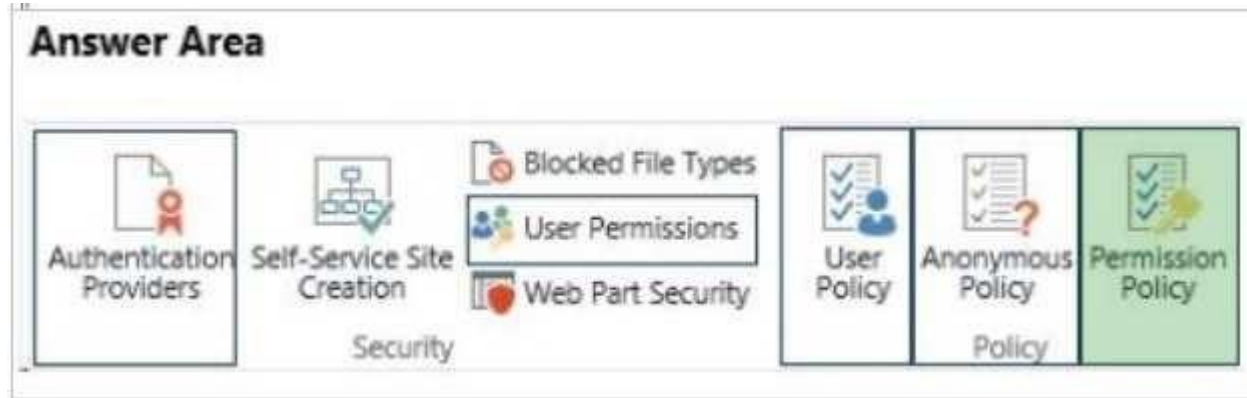 Answer Area
Authentication
Providers
Self-Service Site
Creation
Blocked File Types
User Permissions
Web Part Security
Security
User
Policy
Anonymous
Policy
Permission
Policy
Policy